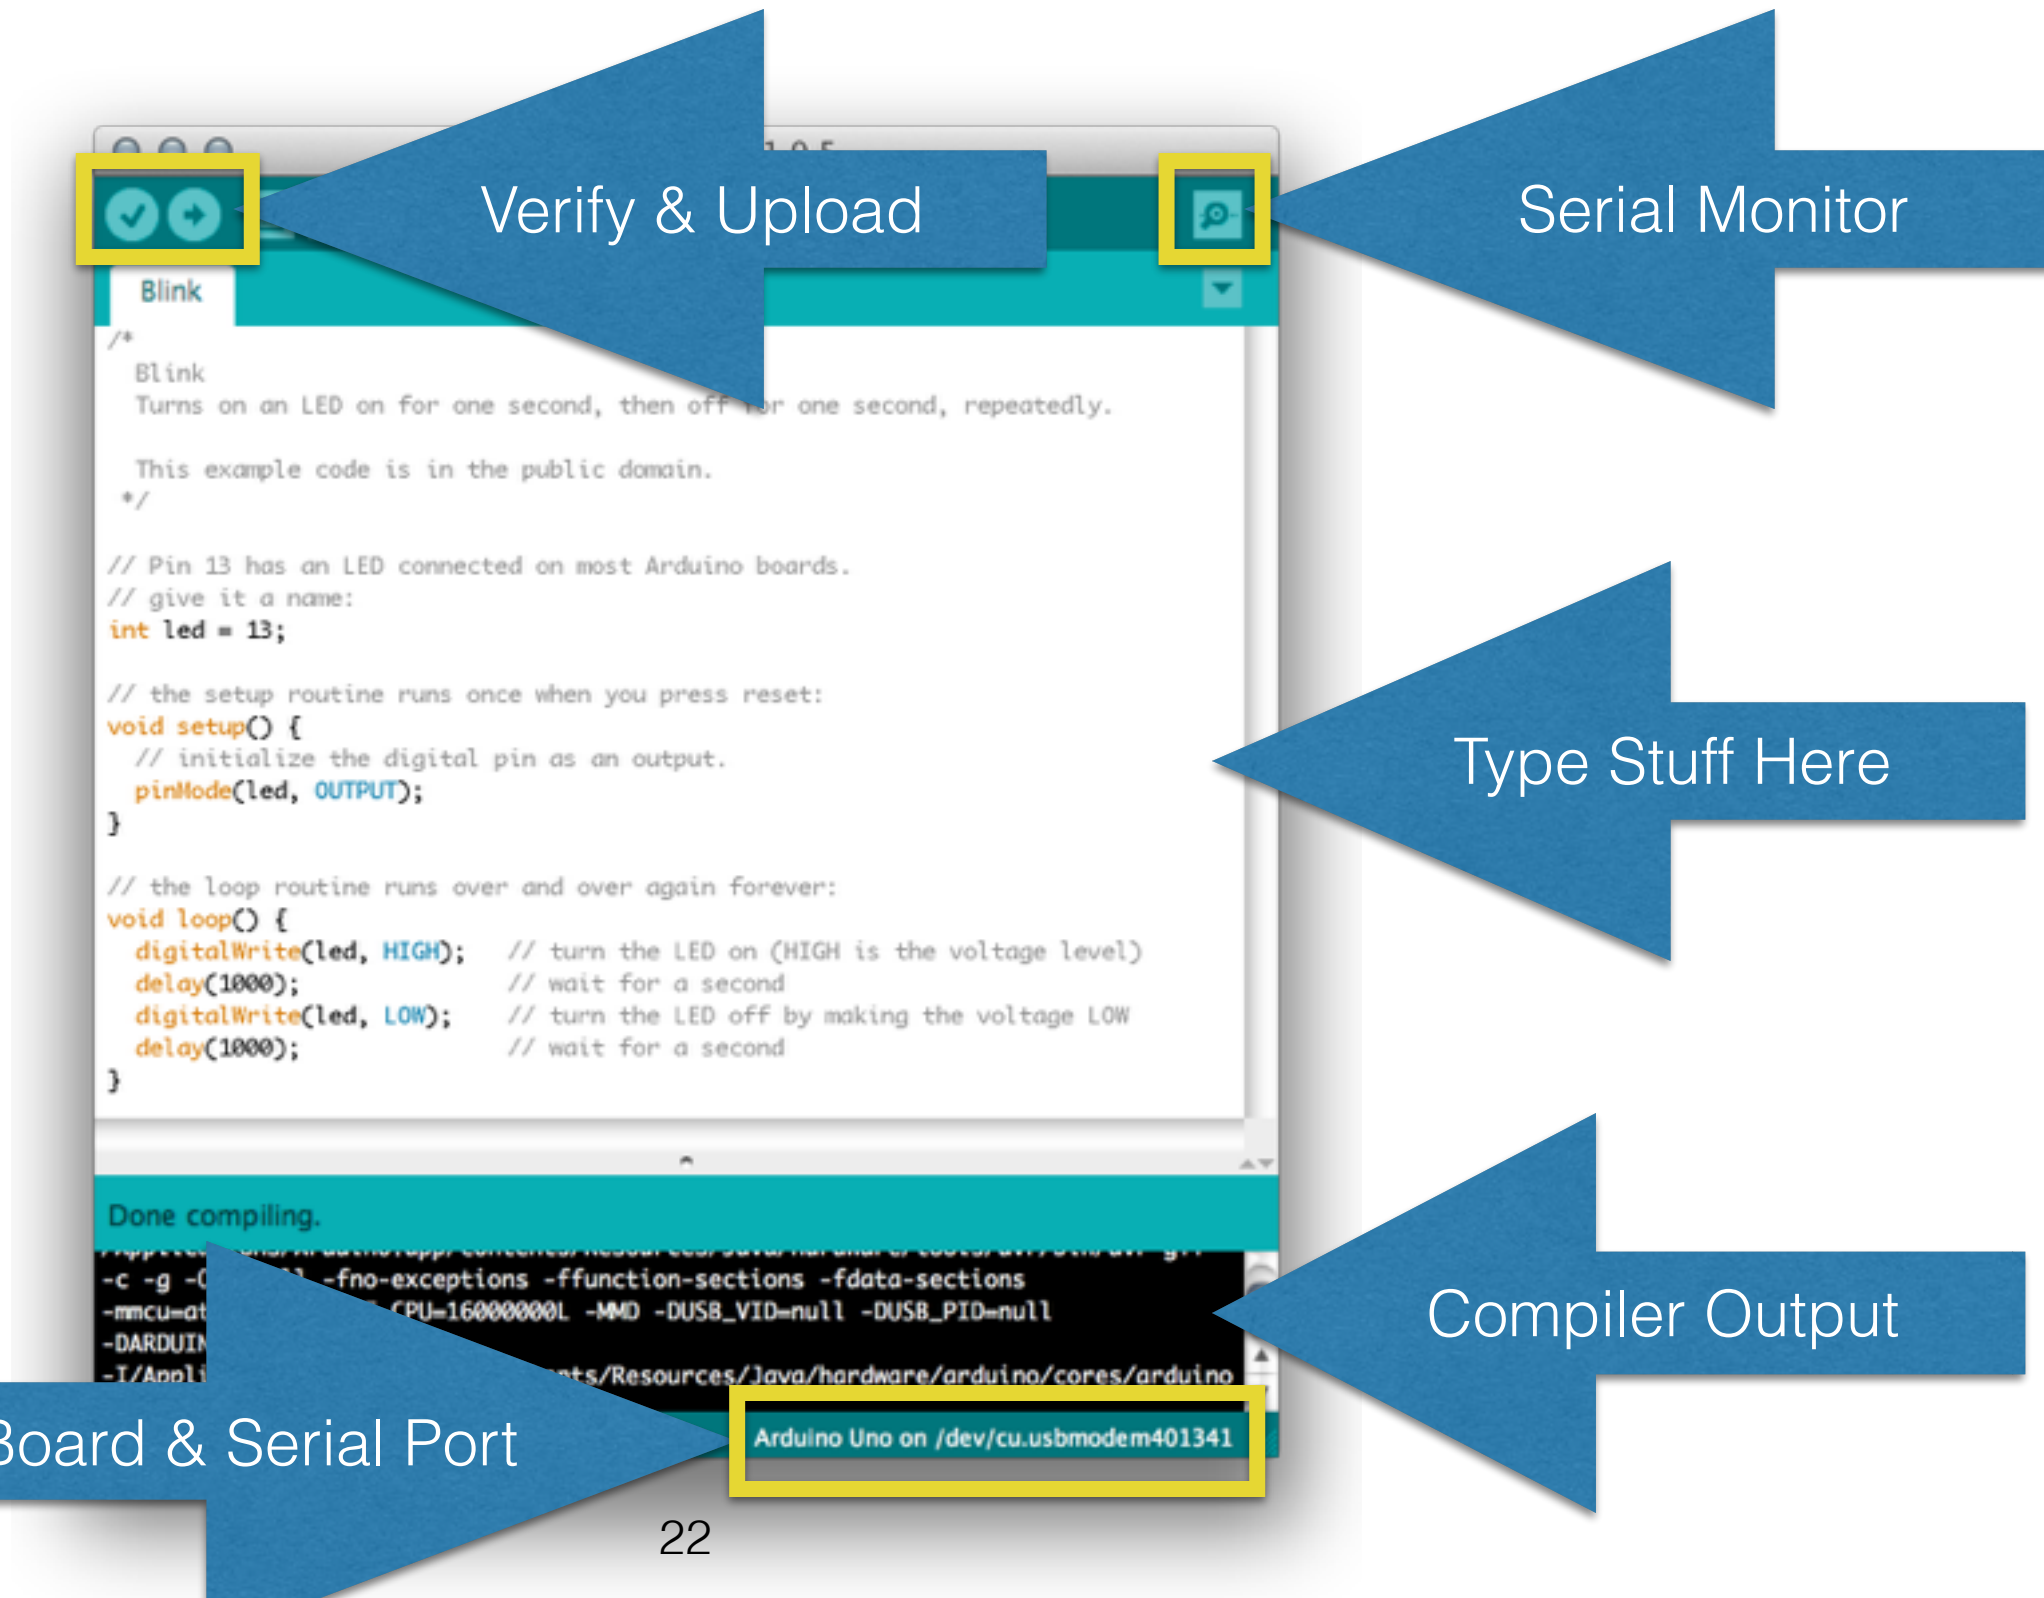 Verify & Upload
Serial Monitor
Blink
/*
Blink
Turns on an LED on for one second, then off for one second, repeatedly.
This example code is in the public domain.
*/
// Pin 13 has an LED connected on most Arduino boards.
// give it a name:
int led = 13;
// the setup routine runs once when you press reset:
void setup() {
// initialize the digital pin as an output.
pinMode(led, OUTPUT);
}
Type Stuff Here
// the loop routine runs over and over again forever:
void loop() {
digitalWrite(led, HIGH); // turn the LED on (HIGH is the voltage level)
delay(1000); // wait for a second
digitalWrite(led, LOW); // turn the LED off by making the voltage LOW
delay(1000); // wait for a second
}
Done compiling.
-c -g -fno-exceptions -ffunction-sections -fdata-sections
CPU=16000000L -MMD -DUSB_VID=null -DUSB_PID=null
Compiler Output
/Resources/Java/hardware/arduino/cores/arduino
Board & Serial Port
Arduino Uno on /dev/cu.usbmodem401341
22